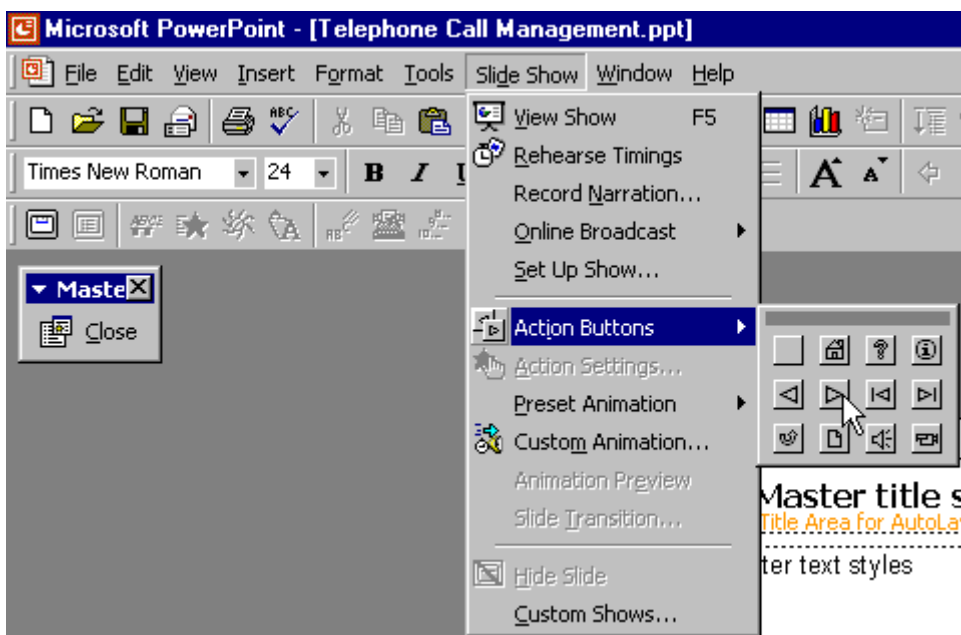 Microsoft PowerPoint - [Telephone Call Management.ppt]
File Edit View Insert Format Tools Slide Show Window Help
View Show F5
Times New Roman 24 B I
Rehearse Timings
Record Narration...
Online Broadcast
Set Up Show...
Maste
Close
Action Buttons
Action Settings...
Preset Animation
Custom Animation...
Animation Preview
Slide Transition...
Hide Slide
Custom Shows...
Master title s
Title Area for AutoLa
ter text styles